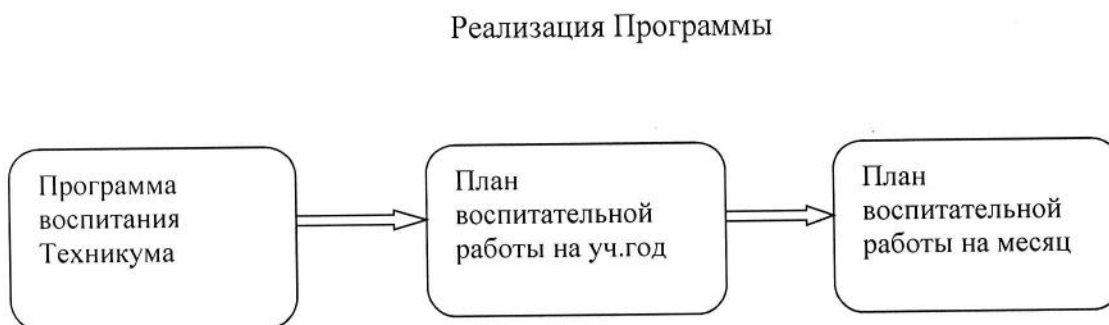 Реализация Программы
Программа
воспитания
Техникума
План
воспитательной
работы на уч.год
План
воспитательной
работы на месяц